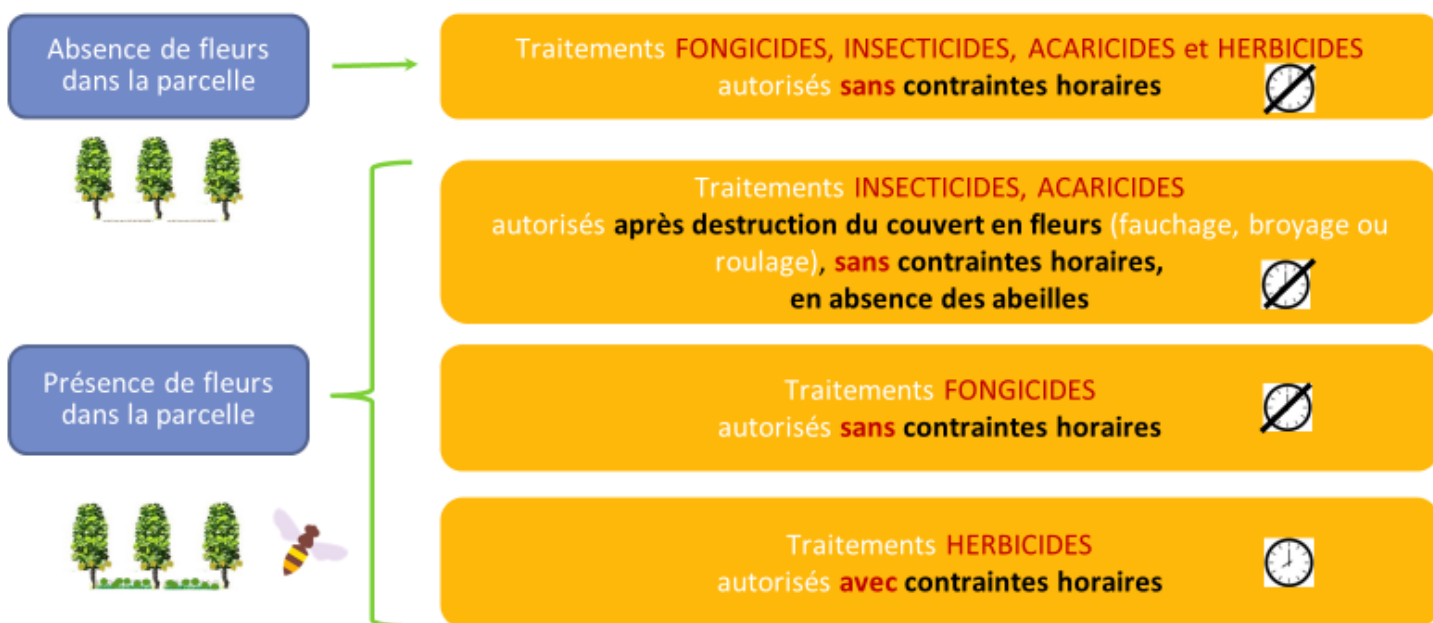 Absence de fleurs
dans la parcelle
Traitements FONGICIDES, INSECTICIDES, ACARICIDES et HERBICIDES
autorisés sans contraintes horaires
Traitements INSECTICIDES, ACARICIDES
autorisés après destruction du couvert en fleurs (fauchage, broyage ou
roulage), sans contraintes horaires,
en absence des abeilles
Présence de fleurs
dans la parcelle
Traitements FONGICIDES
autorisés sans contraintes horaires
Traitements HERBICIDES
autorisés avec contraintes horaires